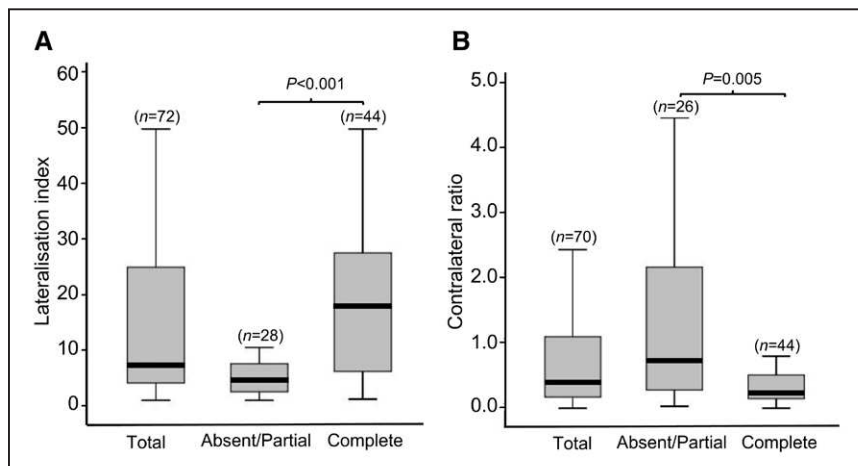 A
Lateralisation index
60
50
40
30
20
10
0
P<0.001
(n=72)
(n=28)
(n=44)
Total Absent/Partial Complete
B
Contralateral ratio
5.0
4.0
3.0
2.0
1.0
0.0
P=0.005
(n=70)
(n=26)
(n=44)
Total Absent/Partial Complete